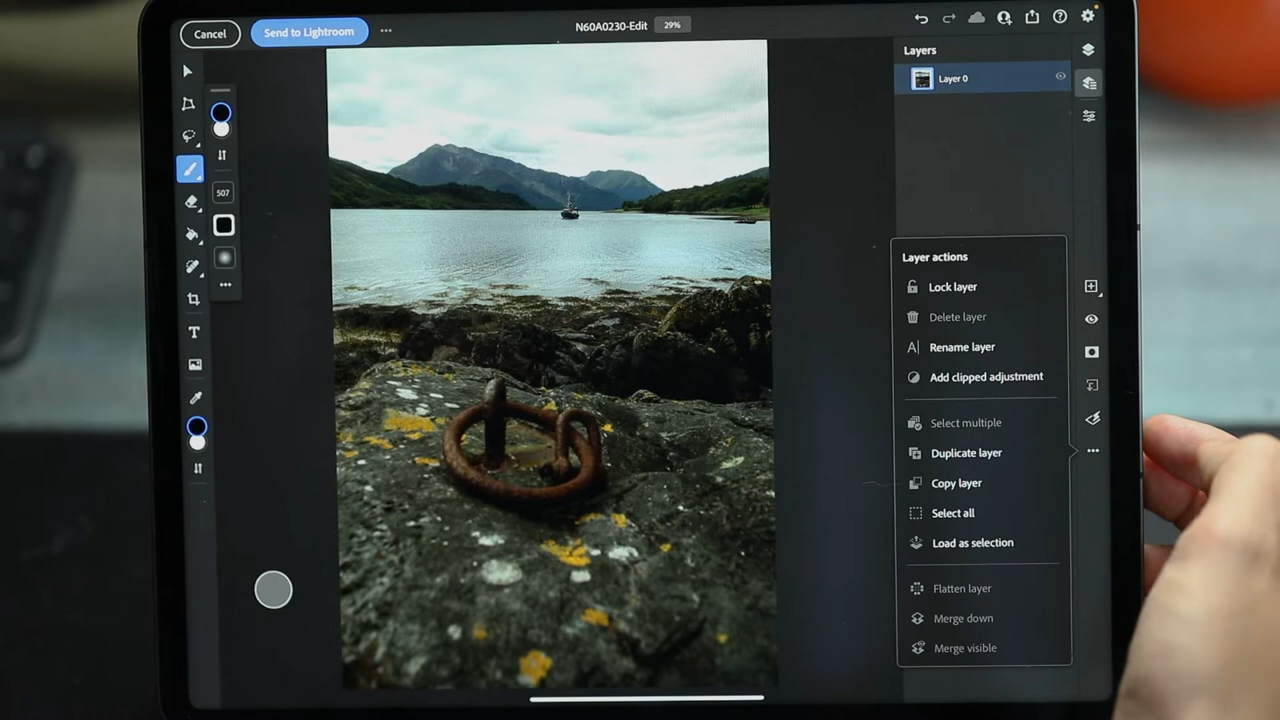 Cancel
Send to Lightroom
N60A0230-Edit
29%
Layers
Layer 0
507
T
Layer actions
Lock layer
Delete layer
Rename layer
Add clipped adjustment
Select multiple
Duplicate layer
Copy layer
Select all
Load as selection
Flatten layer
Merge down
Merge visible